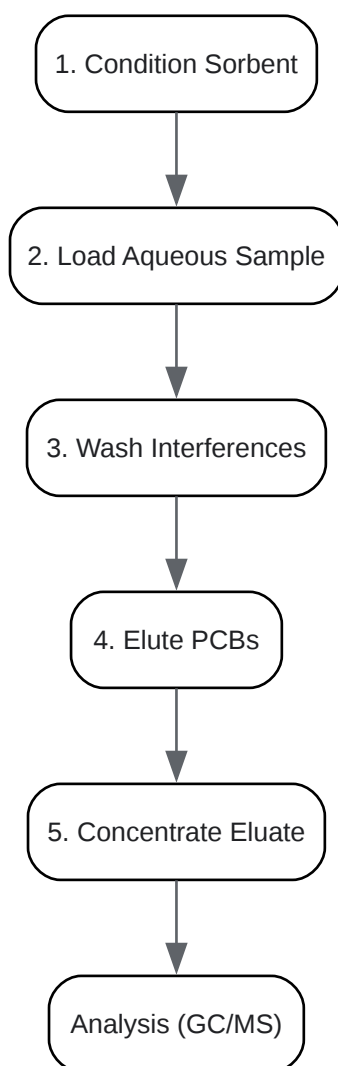 1. Condition Sorbent
2. Load Aqueous Sample
3. Wash Interferences
4. Elute PCBs
5. Concentrate Eluate
Analysis (GC/MS)